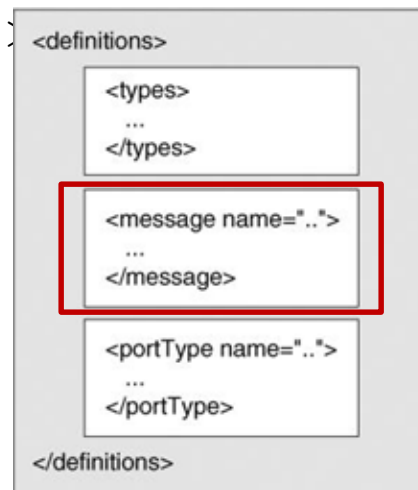 <definitions>
<types>
...
</types>
<message name="..">
...
</message>
<portType name="..">
...
</portType>
</definitions>